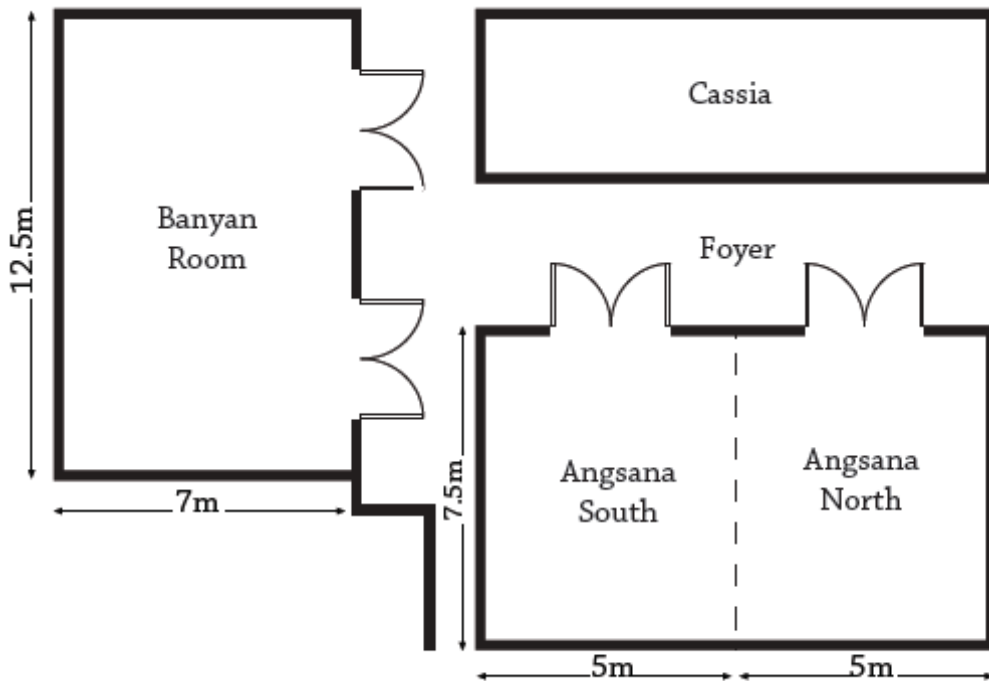 Cassia
Banyan
Room
12.5m
Foyer
Angsana
South
Angsana
North
7.5m
7m
5m
5m